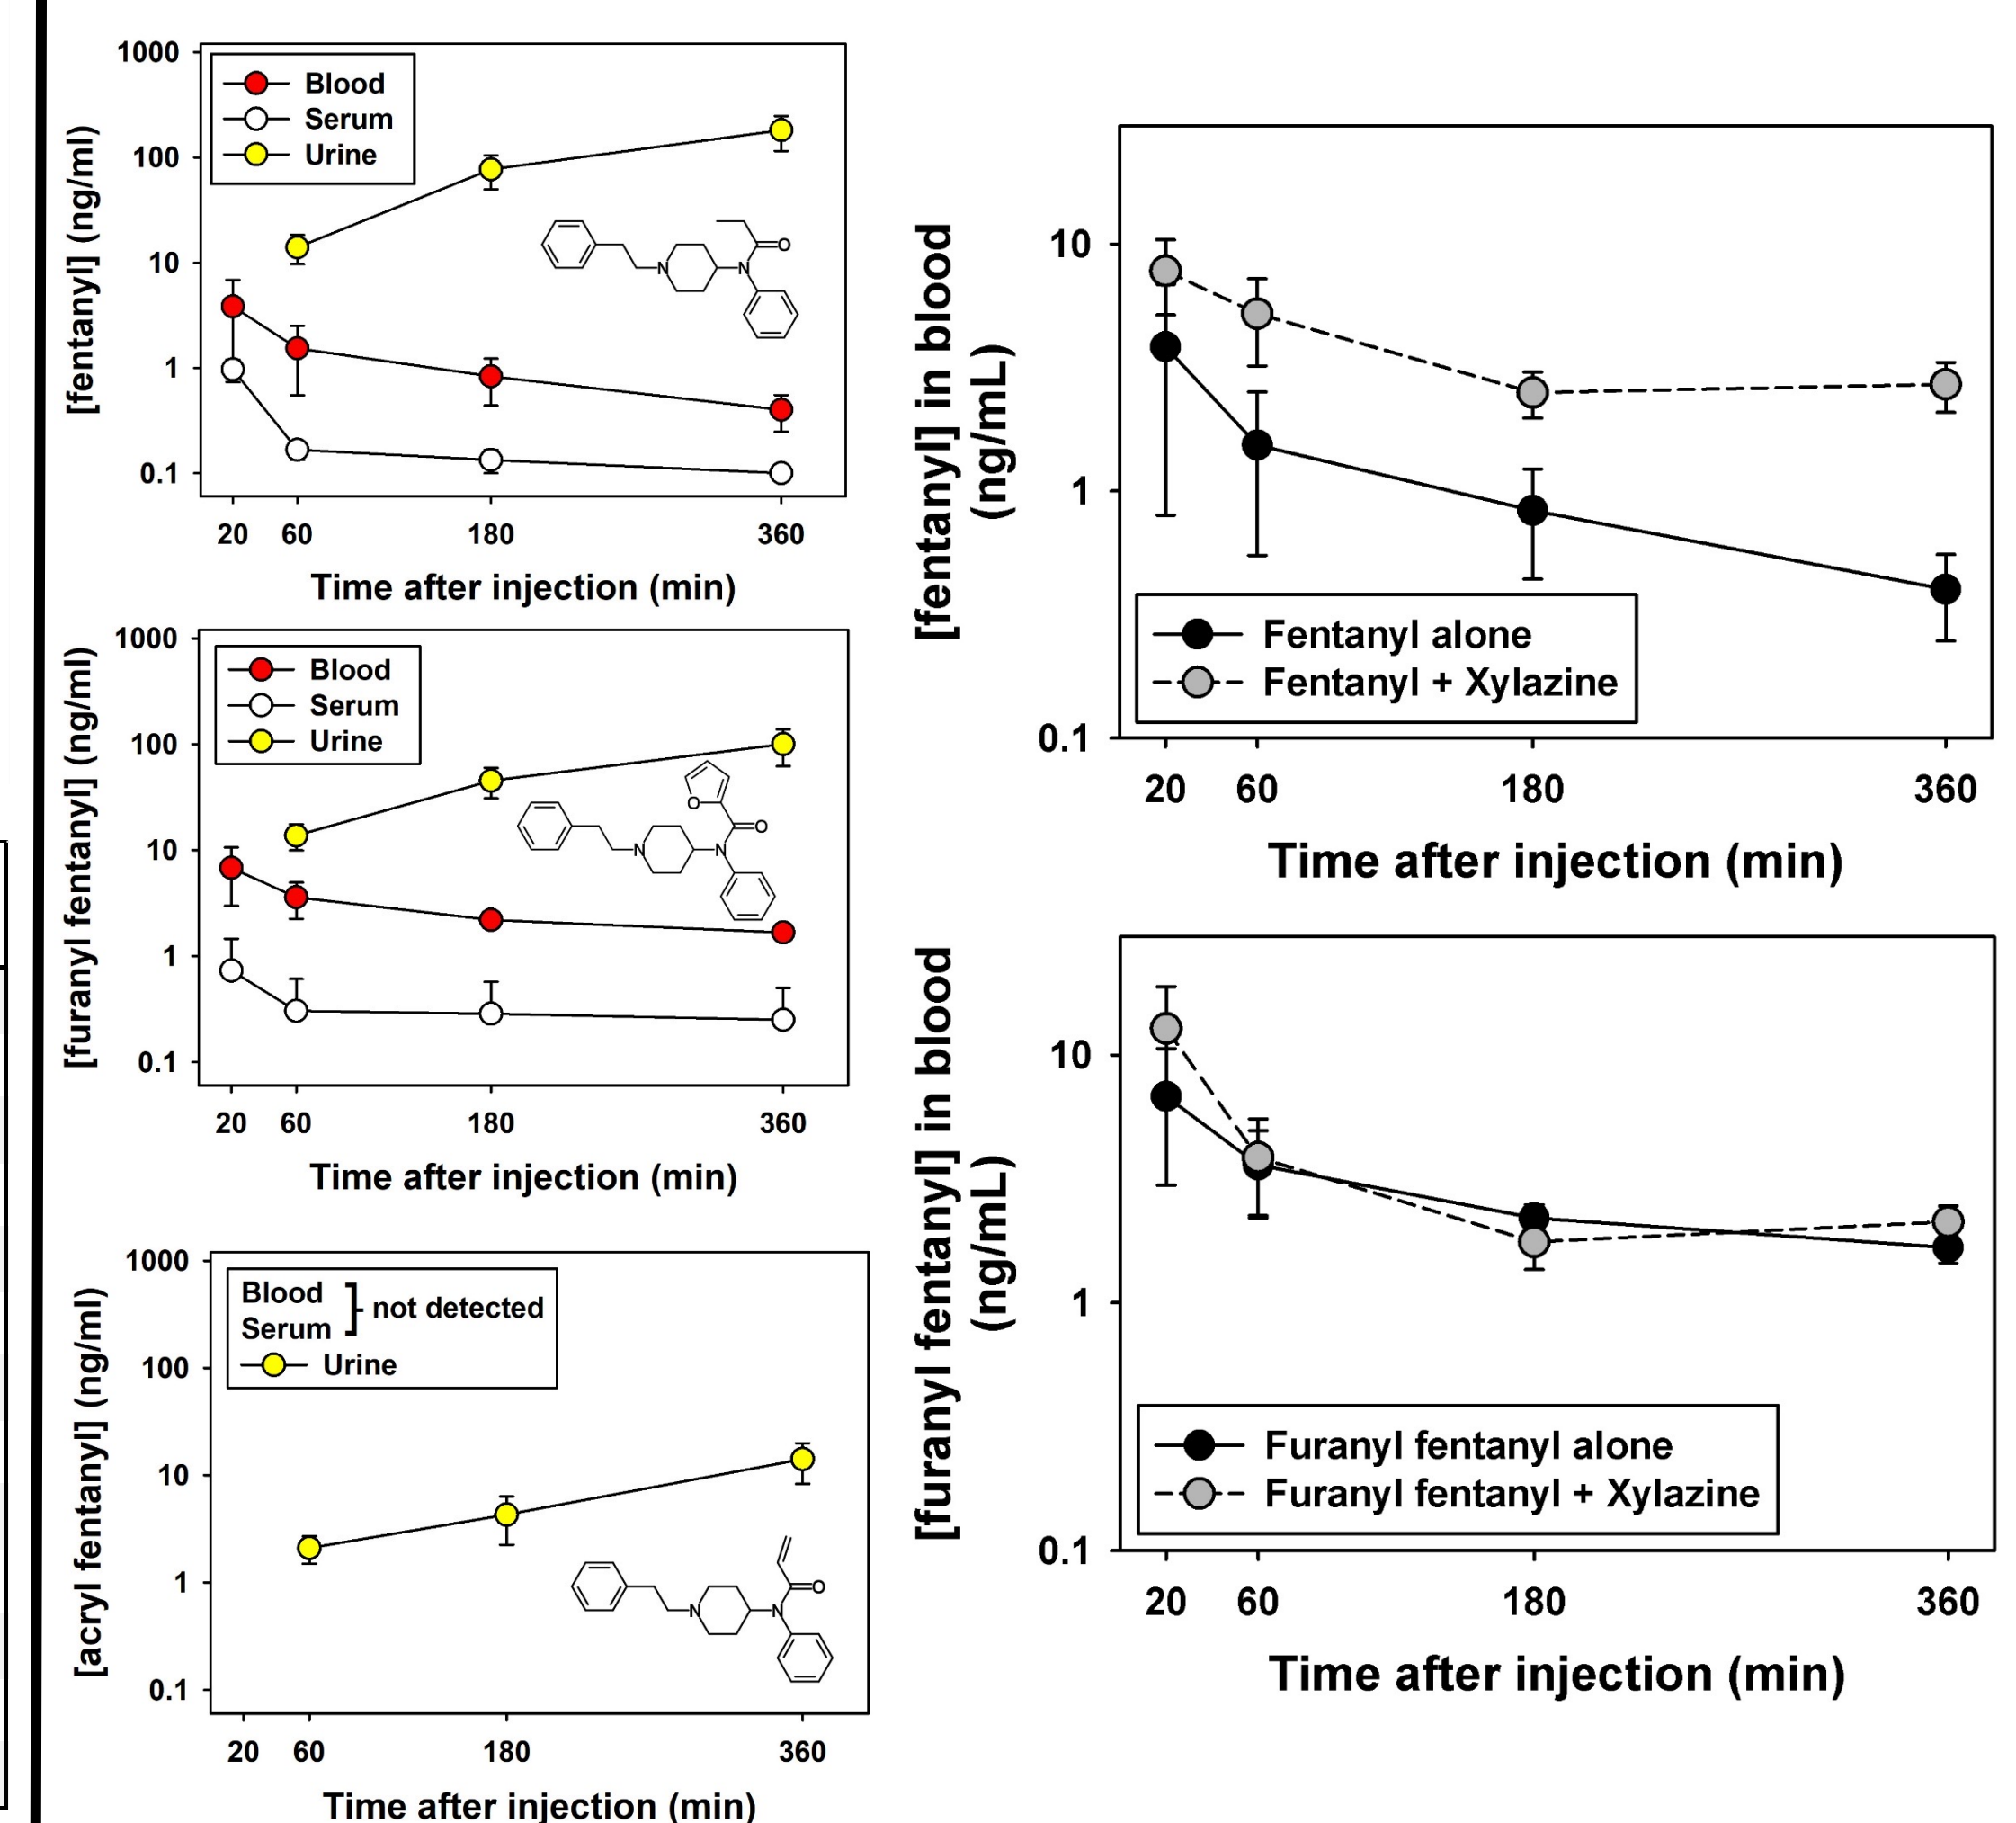 1000
100
10
1
0.1
[fentanyl] (ng/ml)
Blood
Serum
Urine
N
N
O
20 60 180 360
Time after injection (min)
1000
100
10
1
0.1
[furanyl fentanyl] (ng/ml)
Blood
Serum
Urine
O
N
N
O
20 60 180 360
Time after injection (min)
1000
100
10
1
0.1
[acryl fentanyl] (ng/ml)
Blood
Serum
not detected
Urine
N
N
O
20 60 180 360
Time after injection (min)
[fentanyl] in blood
(ng/mL)
10
1
0.1
Fentanyl alone
Fentanyl + Xylazine
20 60 180 360
Time after injection (min)
[furanyl fentanyl] in blood
(ng/mL)
10
1
0.1
Furanyl fentanyl alone
Furanyl fentanyl + Xylazine
20 60 180 360
Time after injection (min)